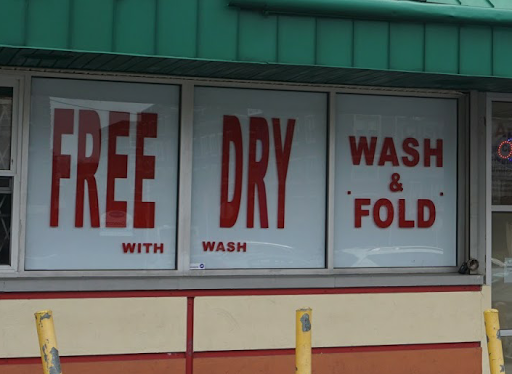 FREE DRY
WITH WASH
WASH
&
· FOLD ·